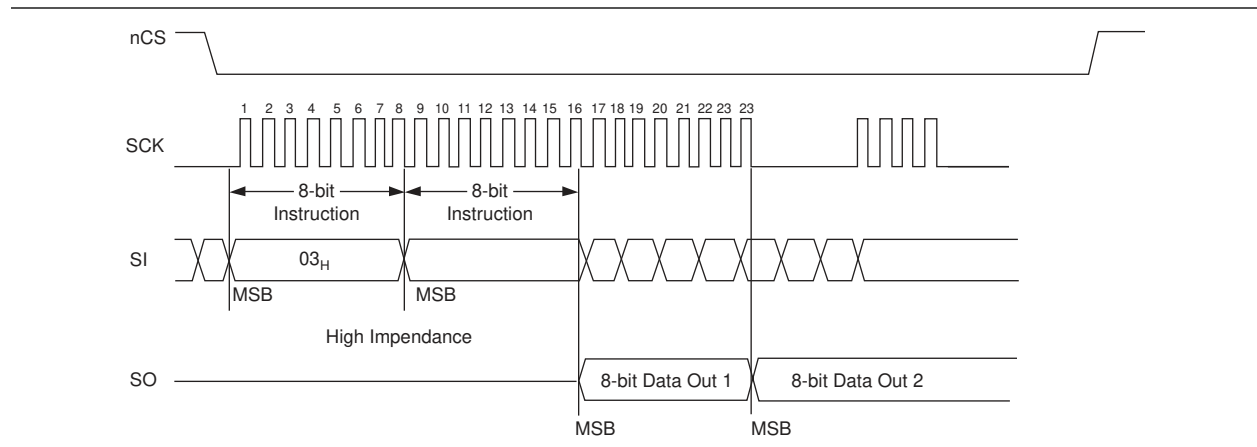 nCS
1 2 3 4 5 6 7 8 9 10 11 12 13 14 15 16 17 18 19 20 21 22 23 23
SCK
8-bit
Instruction
8-bit
Instruction
SI
03H
MSB
MSB
High Impendance
SO
8-bit Data Out 1
8-bit Data Out 2
MSB
MSB